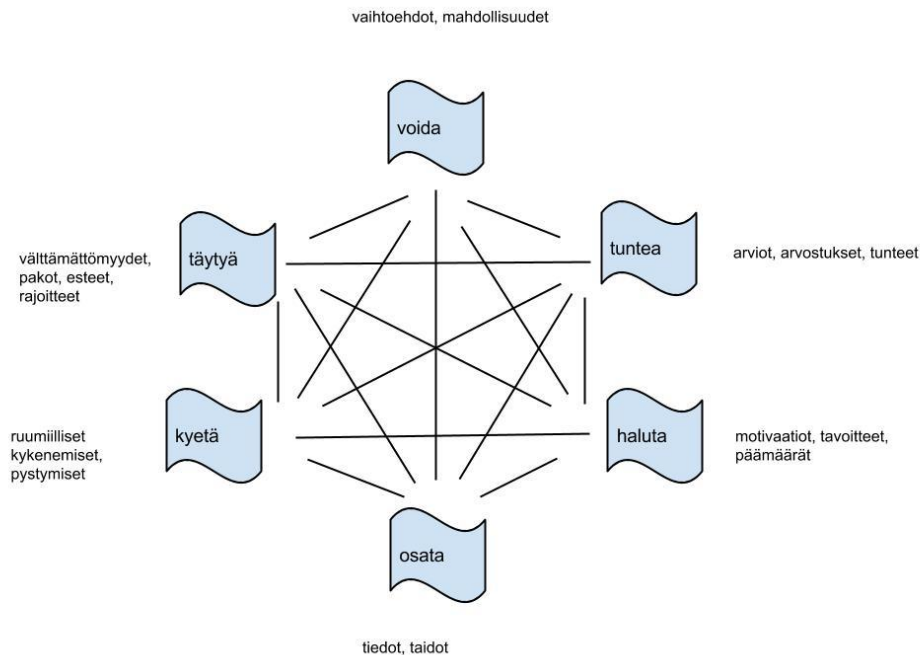 vaihtoehdot, mahdollisuudet
voida
välttämättömyydet,
pakot, esteet,
rajoitteet
täytyä
tuntea
arviot, arvostukset, tunteet
ruumiilliset
kykenemiset,
pystymiset
kyetä
haluta
motivaatiot, tavoitteet,
päämäärät
osata
tiedot, taidot